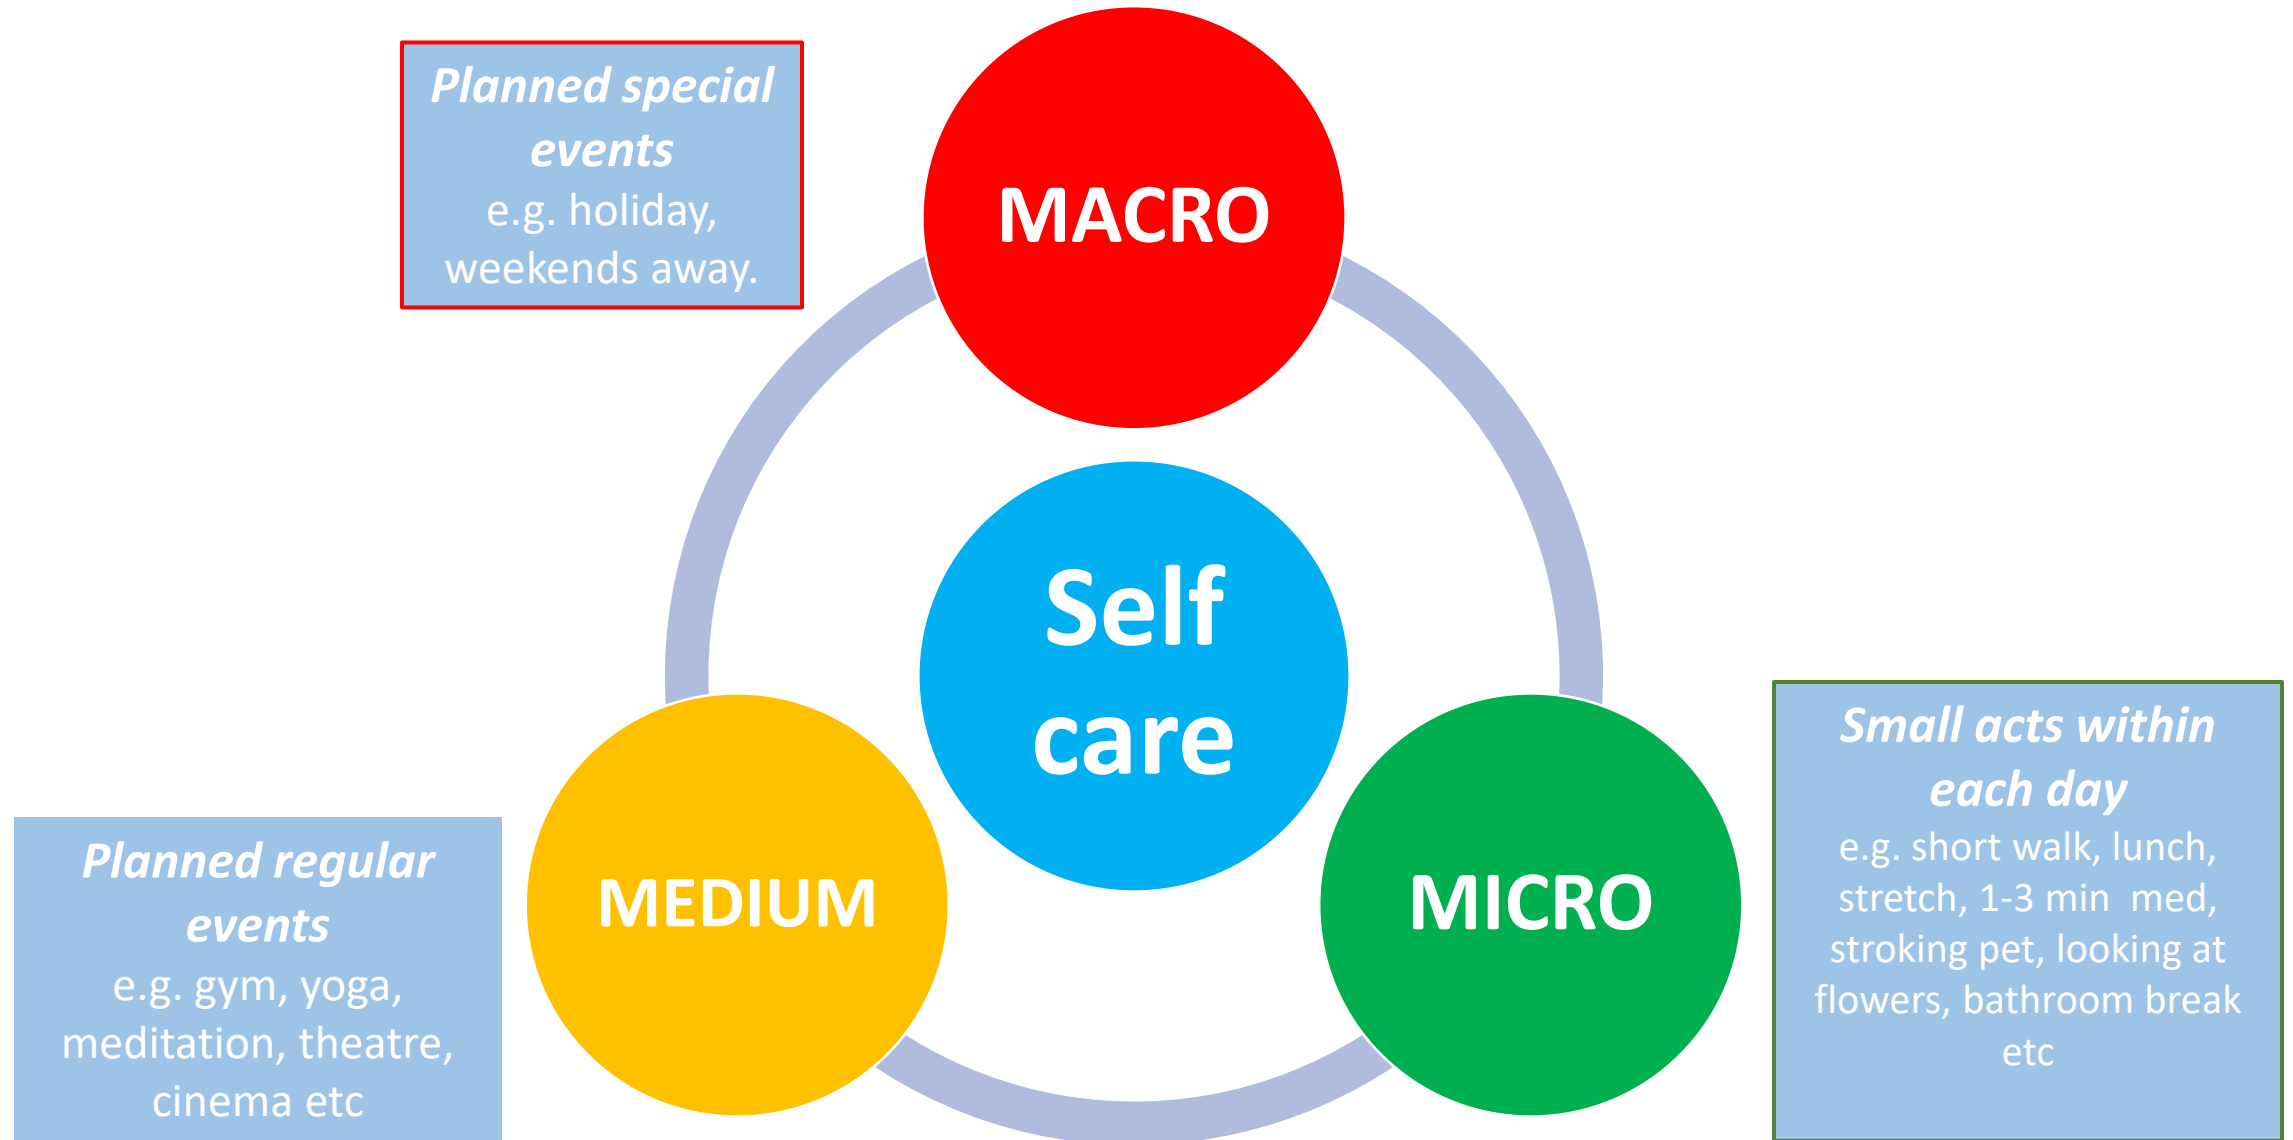 Planned special
events
e.g. holiday,
weekends away.
MACRO
Self
care
MEDIUM
MICRO
Planned regular
events
e.g. gym, yoga,
meditation, theatre,
cinema etc
Small acts within
each day
e.g. short walk, lunch,
stretch, 1-3 min  med,
stroking pet, looking at
flowers, bathroom break
etc